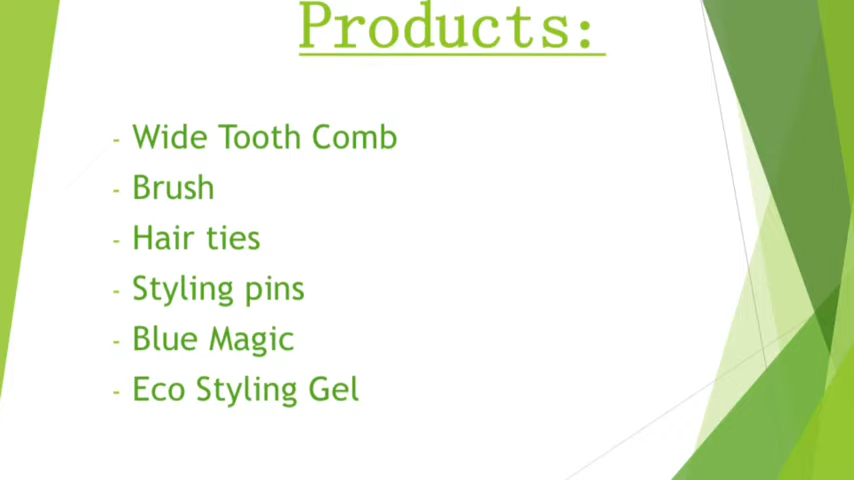 Products:
- Wide Tooth Comb
- Brush
- Hair ties
- Styling pins
- Blue Magic
- Eco Styling Gel